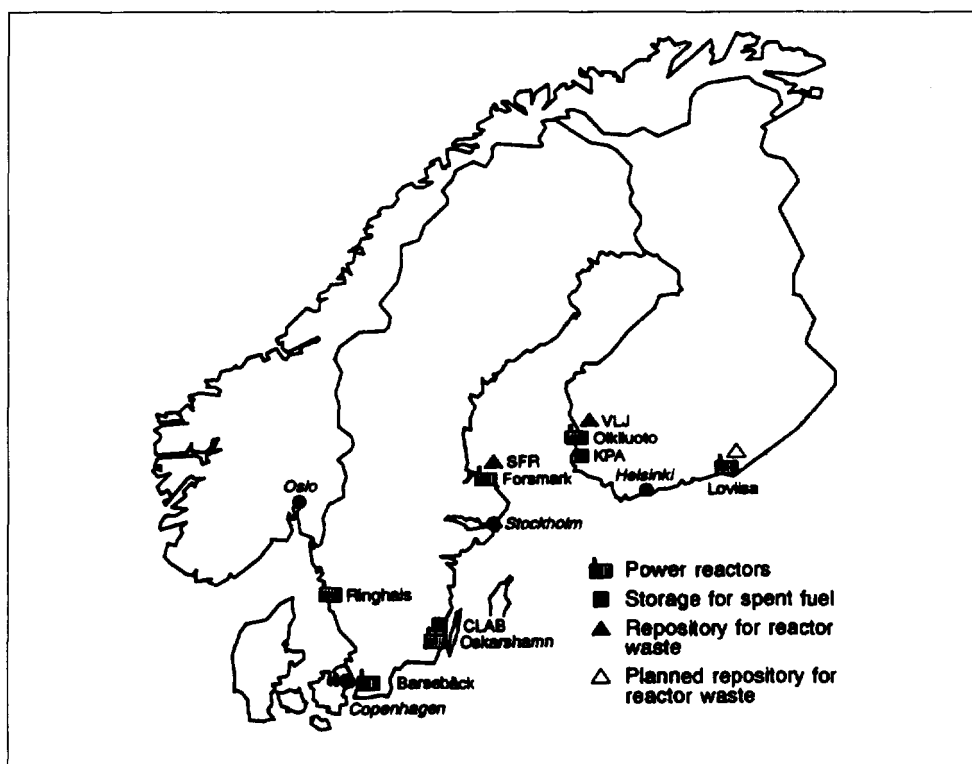 VLJ
Olkiluoto
KPA
SFR
Forsmark
Helsinki
Loviisa
Oslo
Stockholm
Ringhals
CLAB
Oskarshamn
Barsebäck
Copenhagen
Power reactors
Storage for spent fuel
Repository for reactor
waste
Planned repository for
reactor waste